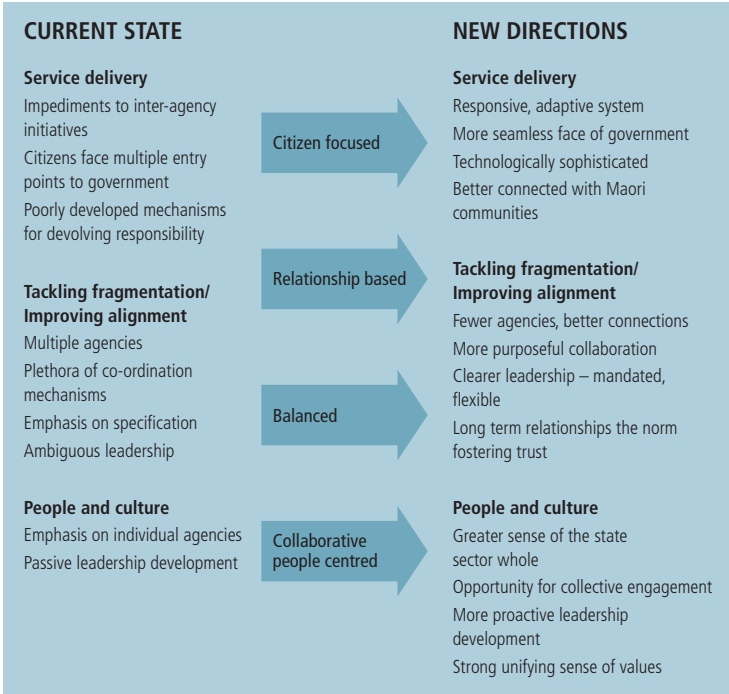 CURRENT STATE
Service delivery
Impediments to inter-agency
initiatives
Citizens face multiple entry
points to government
Poorly developed mechanisms
for devolving responsibility
Tackling fragmentation/
Improving alignment
Multiple agencies
Plethora of co-ordination
mechanisms
Emphasis on specification
Ambiguous leadership
People and culture
Emphasis on individual agencies
Passive leadership development
Citizen focused
Relationship based
Balanced
Collaborative
people centred
NEW DIRECTIONS
Service delivery
Responsive, adaptive system
More seamless face of government
Technologically sophisticated
Better connected with Maori
communities
Tackling fragmentation/
Improving alignment
Fewer agencies, better connections
More purposeful collaboration
Clearer leadership – mandated,
flexible
Long term relationships the norm
fostering trust
People and culture
Greater sense of the state
sector whole
Opportunity for collective engagement
More proactive leadership
development
Strong unifying sense of values